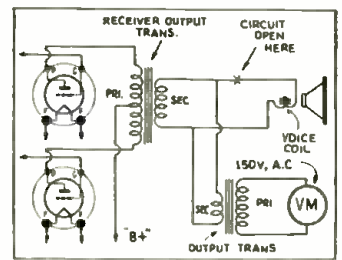 RECEIVER OUTPUT
TRANS.
CIRCUIT
OPEN
HERE
PRI.
SEC
VOICE
COIL
150V, A.C
SEC
PRI
VM
"B+"
OUTPUT TRANS